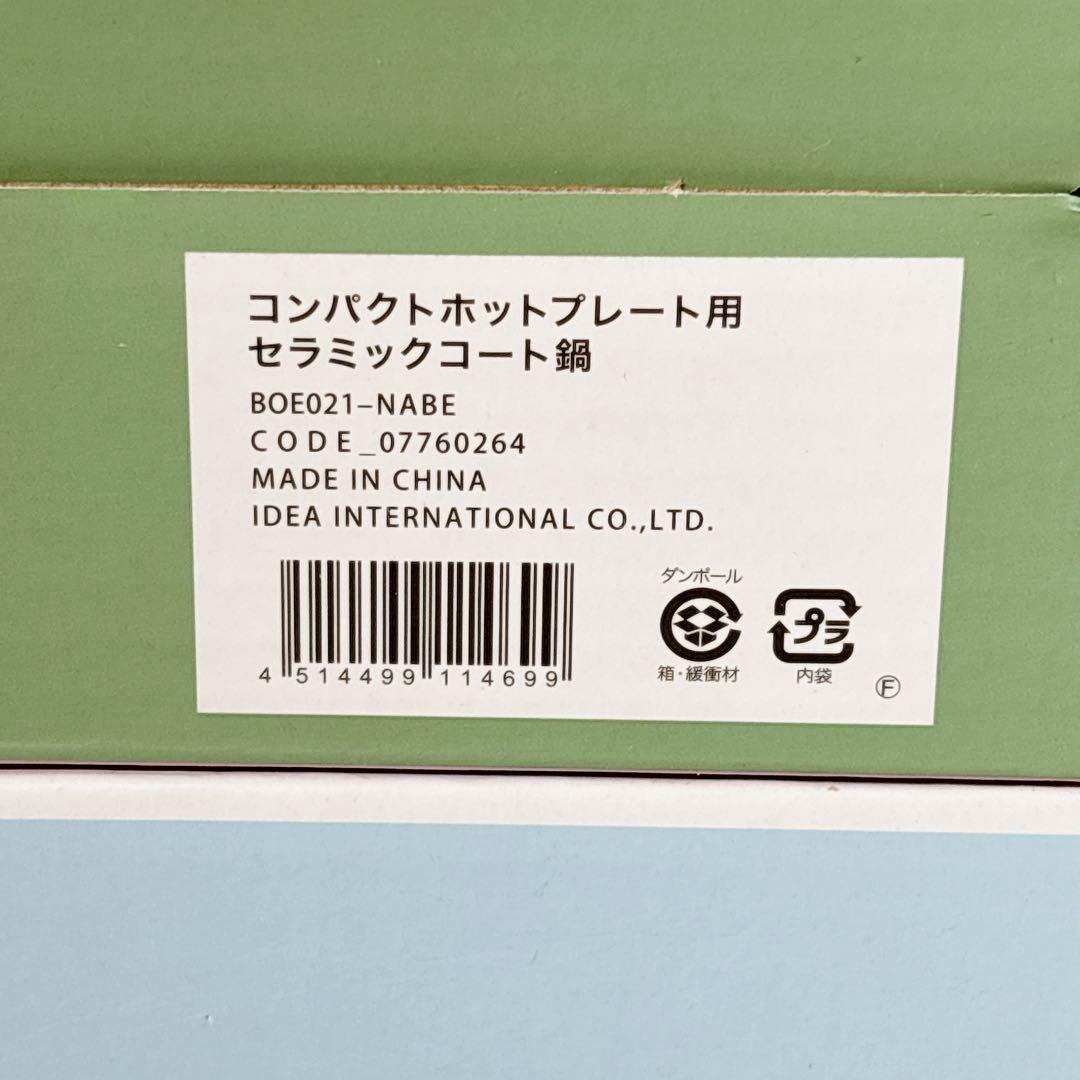 コンパクトホットプレート用
セラミックコート鍋
BOE021-NABE
CODE_07760264
MADE IN CHINA
IDEA INTERNATIONAL CO.,LTD.
4 514499 114699
ダンボール
箱・緩衝材
プラ
内袋
Ⓕ